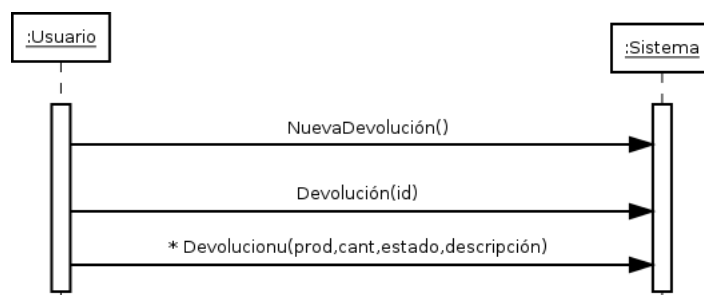 :Usuario
:Sistema
NuevaDevolución()
Devolución(id)
* Devolucionu(prod,cant,estado,descripción)